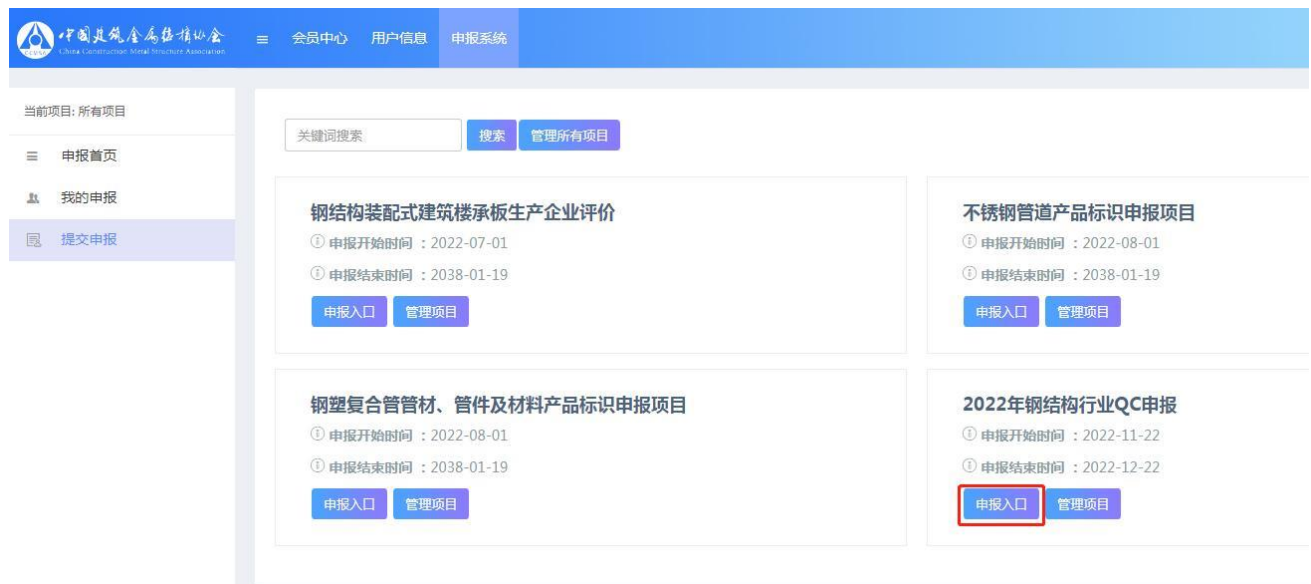 中国建筑金属结构协会
China Construction Metal Structure Association
会员中心 用户信息 申报系统
当前项目: 所有项目
申报首页
我的申报
提交申报
关键词搜索 搜索 管理所有项目
钢结构装配式建筑楼承板生产企业评价
申报开始时间 ：2022-07-01
申报结束时间 ：2038-01-19
申报入口 管理项目
不锈钢管道产品标识申报项目
申报开始时间 ：2022-08-01
申报结束时间 ：2038-01-19
申报入口 管理项目
钢塑复合管管材、管件及材料产品标识申报项目
申报开始时间 ：2022-08-01
申报结束时间 ：2038-01-19
申报入口 管理项目
2022年钢结构行业QC申报
申报开始时间 ：2022-11-22
申报结束时间 ：2022-12-22
申报入口 管理项目